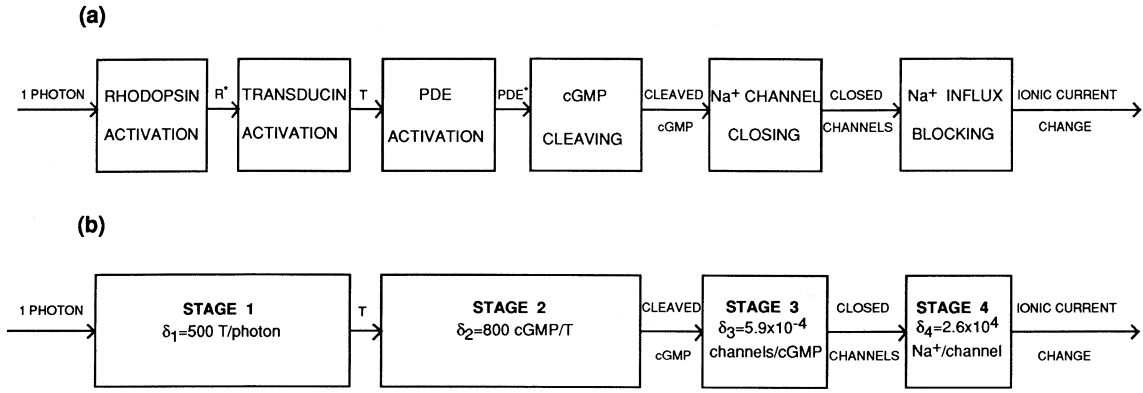 (a)
1 PHOTON
RHODOPSIN
ACTIVATION
R*
TRANSDUCIN
ACTIVATION
T
PDE
ACTIVATION
PDE*
cGMP
CLEAVING
CLEAVED
cGMP
Na⁺ CHANNEL
CLOSING
CLOSED
CHANNELS
Na⁺ INFLUX
BLOCKING
IONIC CURRENT
CHANGE
(b)
1 PHOTON
STAGE 1
δ₁=500 T/photon
T
STAGE 2
δ₂=800 cGMP/T
CLEAVED
cGMP
STAGE 3
δ₃=5.9x10⁻⁴
channels/cGMP
CLOSED
CHANNELS
STAGE 4
δ₄=2.6x10⁴
Na⁺/channel
IONIC CURRENT
CHANGE